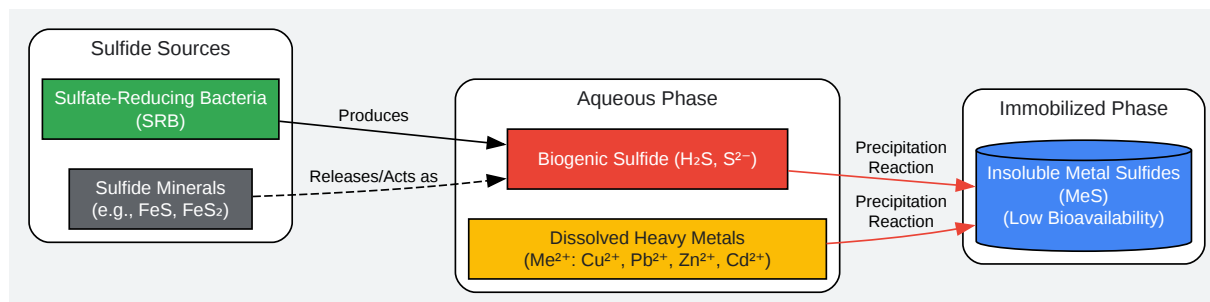 Sulfide Sources
Sulfate-Reducing Bacteria
(SRB)
Sulfide Minerals
(e.g., FeS, FeS₂)
Produces
Releases/Acts as
Aqueous Phase
Biogenic Sulfide (H₂S, S²⁻)
Dissolved Heavy Metals
(Me²⁺: Cu²⁺, Pb²⁺, Zn²⁺, Cd²⁺)
Precipitation
Reaction
Precipitation
Reaction
Immobilized Phase
Insoluble Metal Sulfides
(MeS)
(Low Bioavailability)